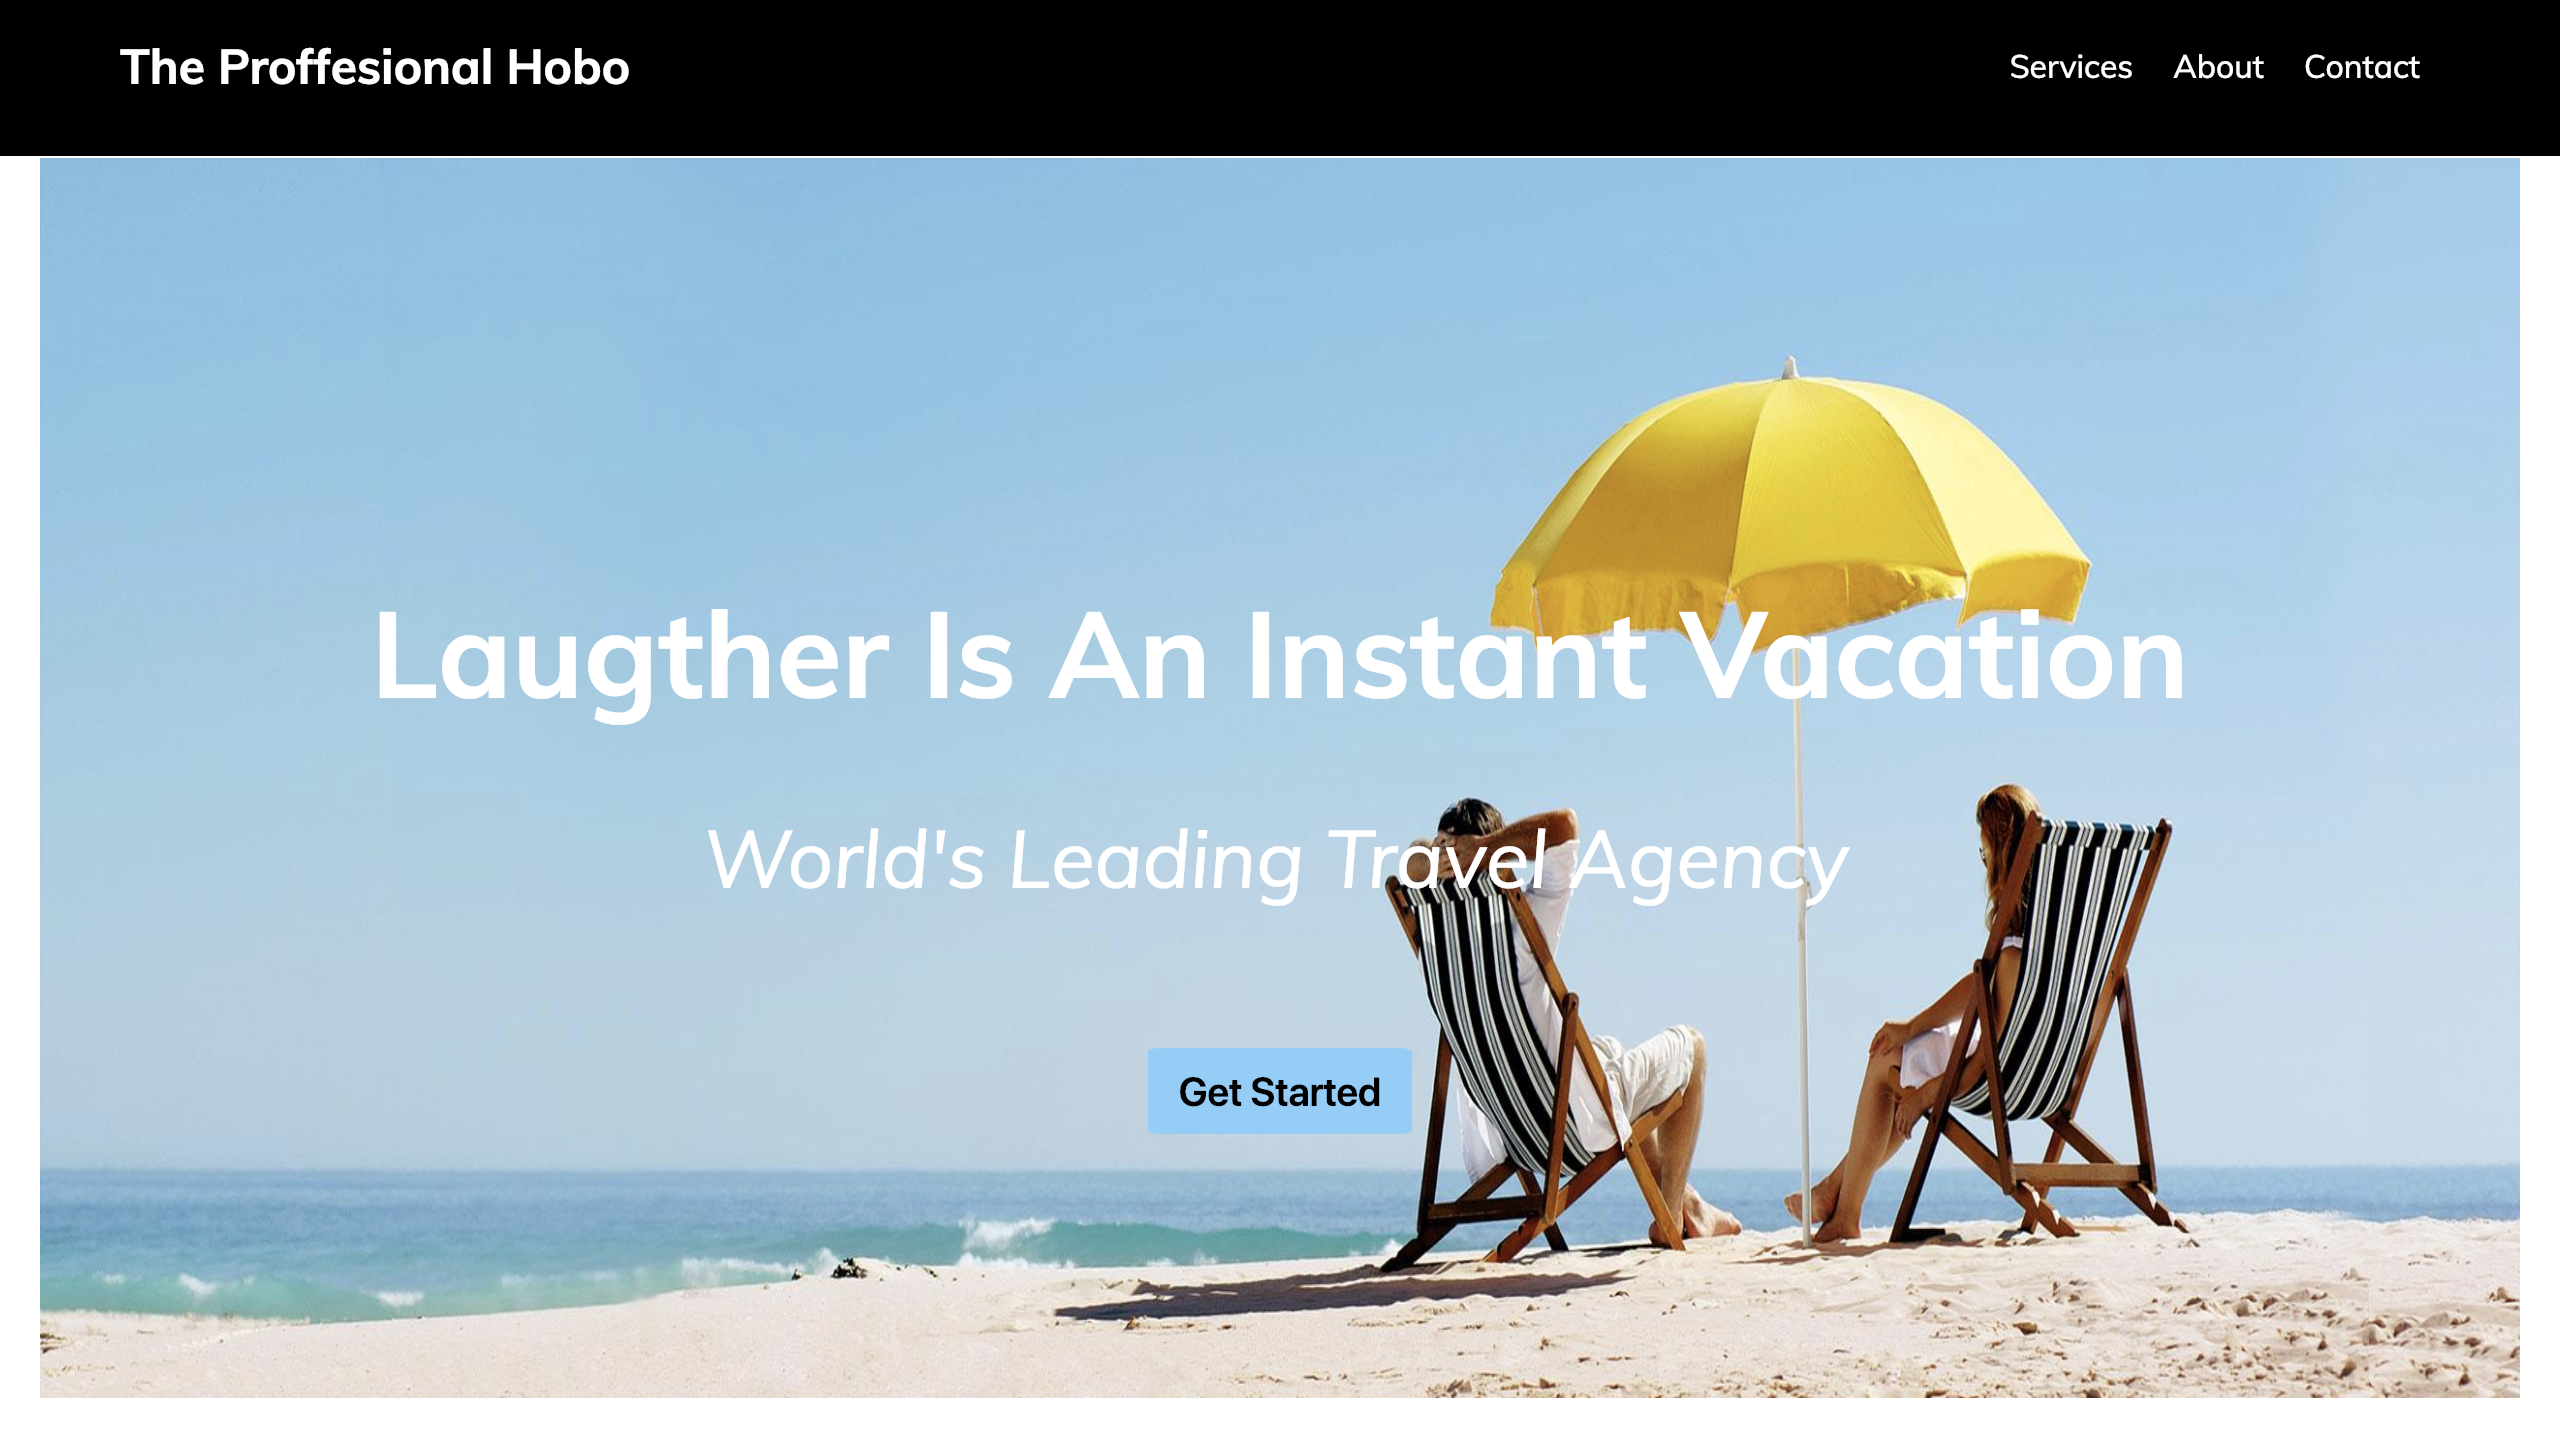 The Proffesional Hobo
Services About Contact
Laugther Is An Instant Vacation
World's Leading Travel Agency
Get Started